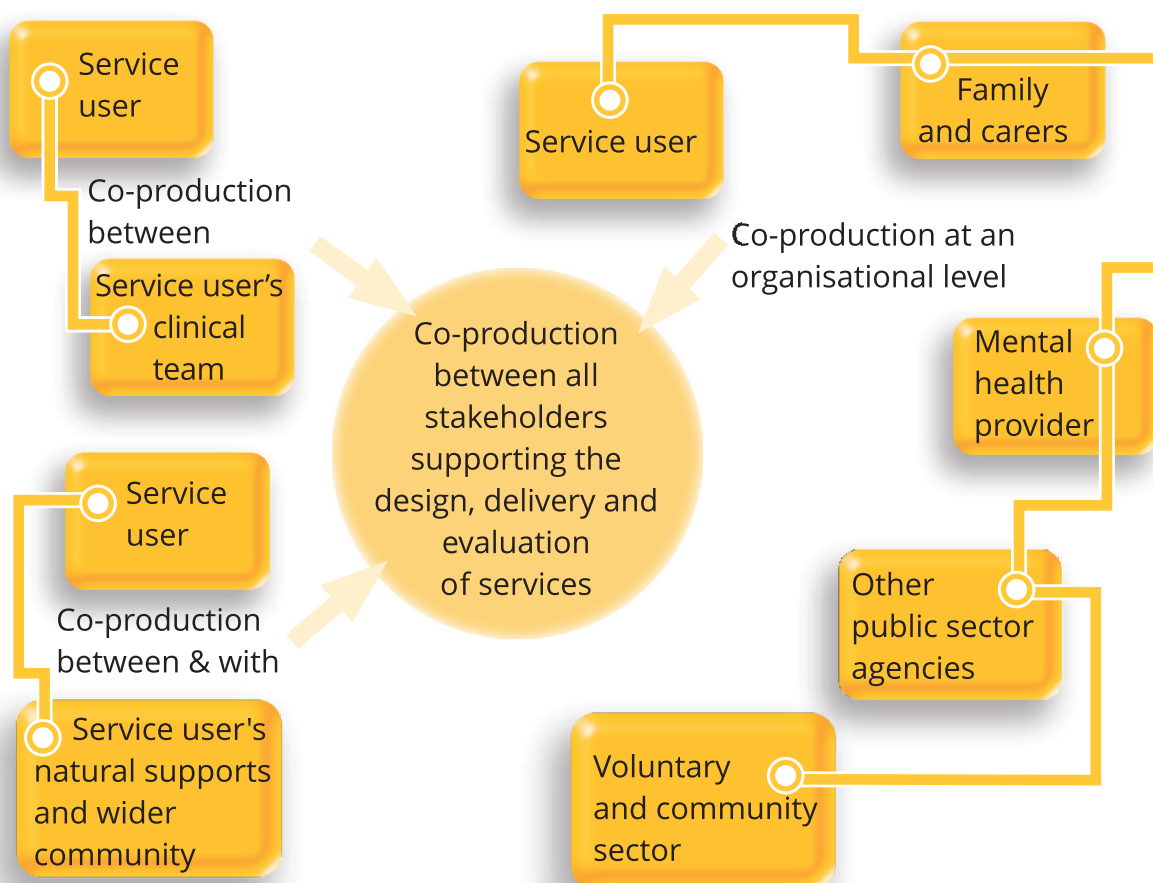 Service
user
Co-production
between
Service user’s
clinical
team
Service
user
Co-production
between & with
Service user's
natural supports
and wider
community
Co-production
between all
stakeholders
supporting the
design, delivery and
evaluation
of services
Service user
Family
and carers
Co-production at an
organisational level
Mental
health
provider
Other
public sector
agencies
Voluntary
and community
sector